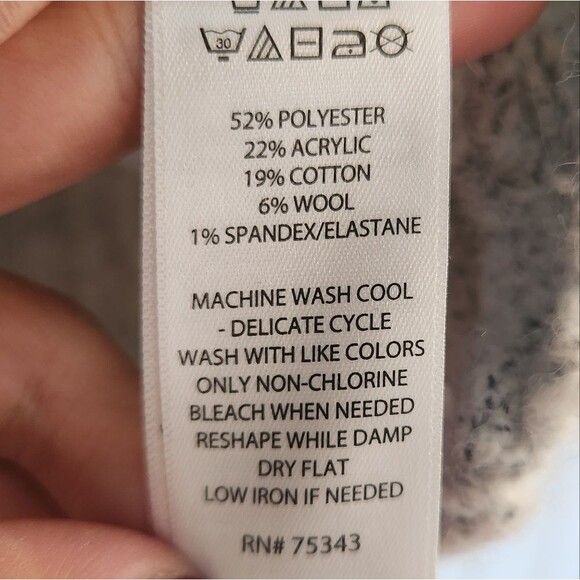 30
52% POLYESTER
22% ACRYLIC
19% COTTON
6% WOOL
1% SPANDEX/ELASTANE
MACHINE WASH COOL
- DELICATE CYCLE
WASH WITH LIKE COLORS
ONLY NON-CHLORINE
BLEACH WHEN NEEDED
RESHAPE WHILE DAMP
DRY FLAT
LOW IRON IF NEEDED
RN# 75343